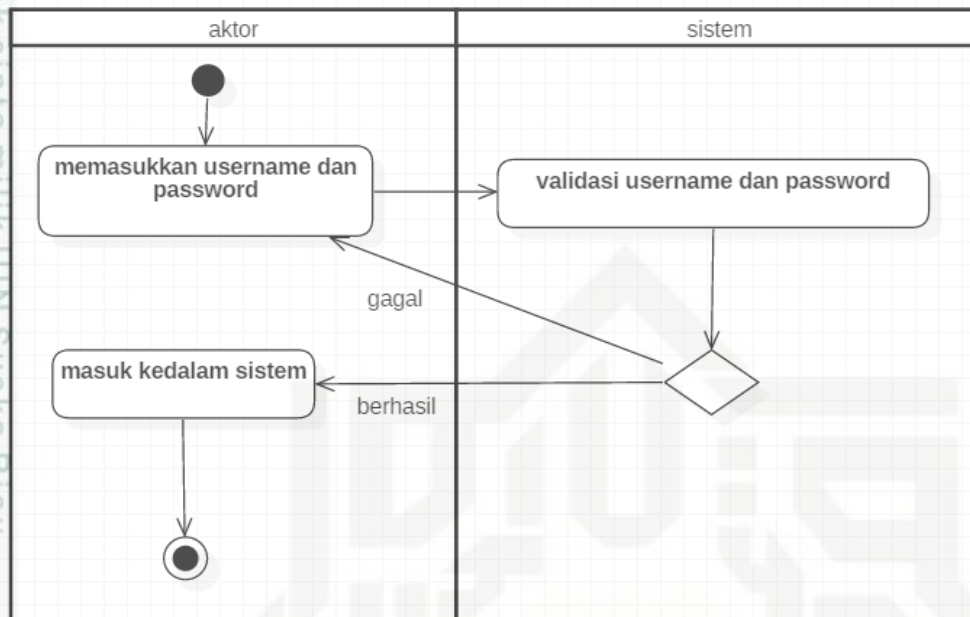 aktor
sistem
memasukkan username dan
password
validasi username dan password
gagal
masuk kedalam sistem
berhasil